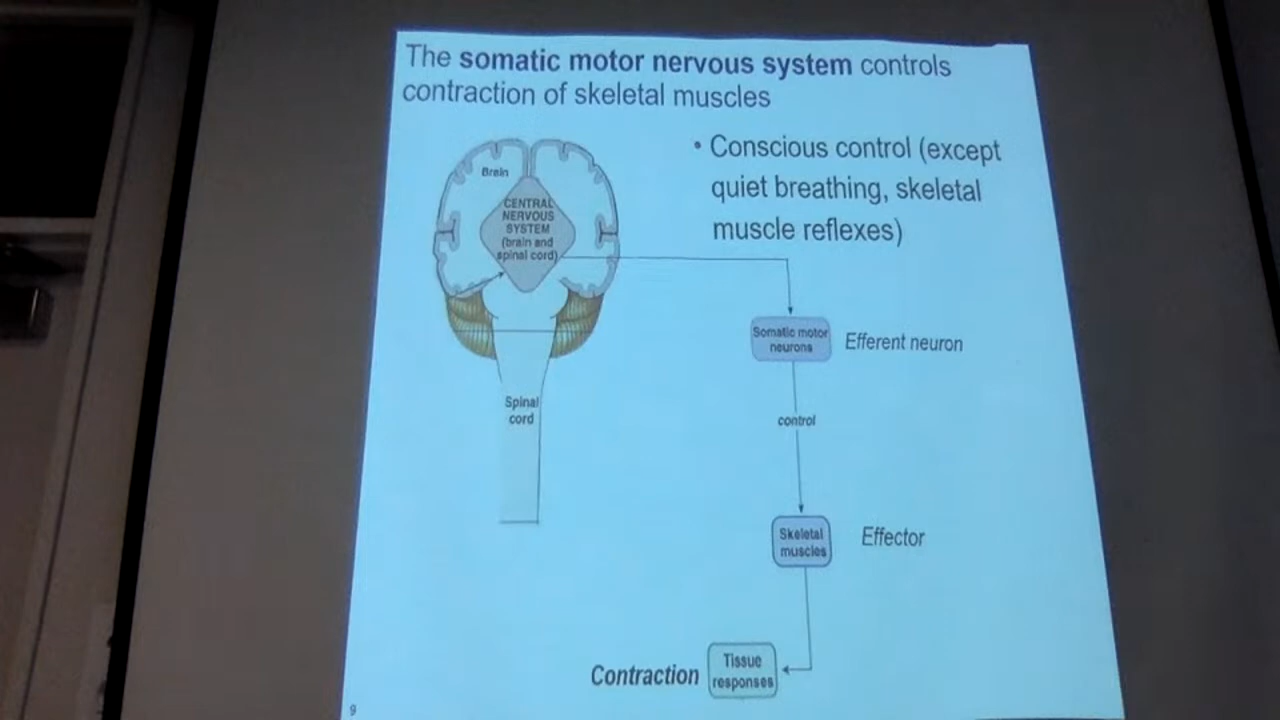 The somatic motor nervous system controls
contraction of skeletal muscles
• Conscious control (except
quiet breathing, skeletal
muscle reflexes)
Brain
CENTRAL
NERVOUS
SYSTEM
(brain and
spinal cord)
Somatic motor
neurons
Efferent neuron
Spinal
cord
control
Skeletal
muscles
Effector
Contraction
Tissue
responses
9